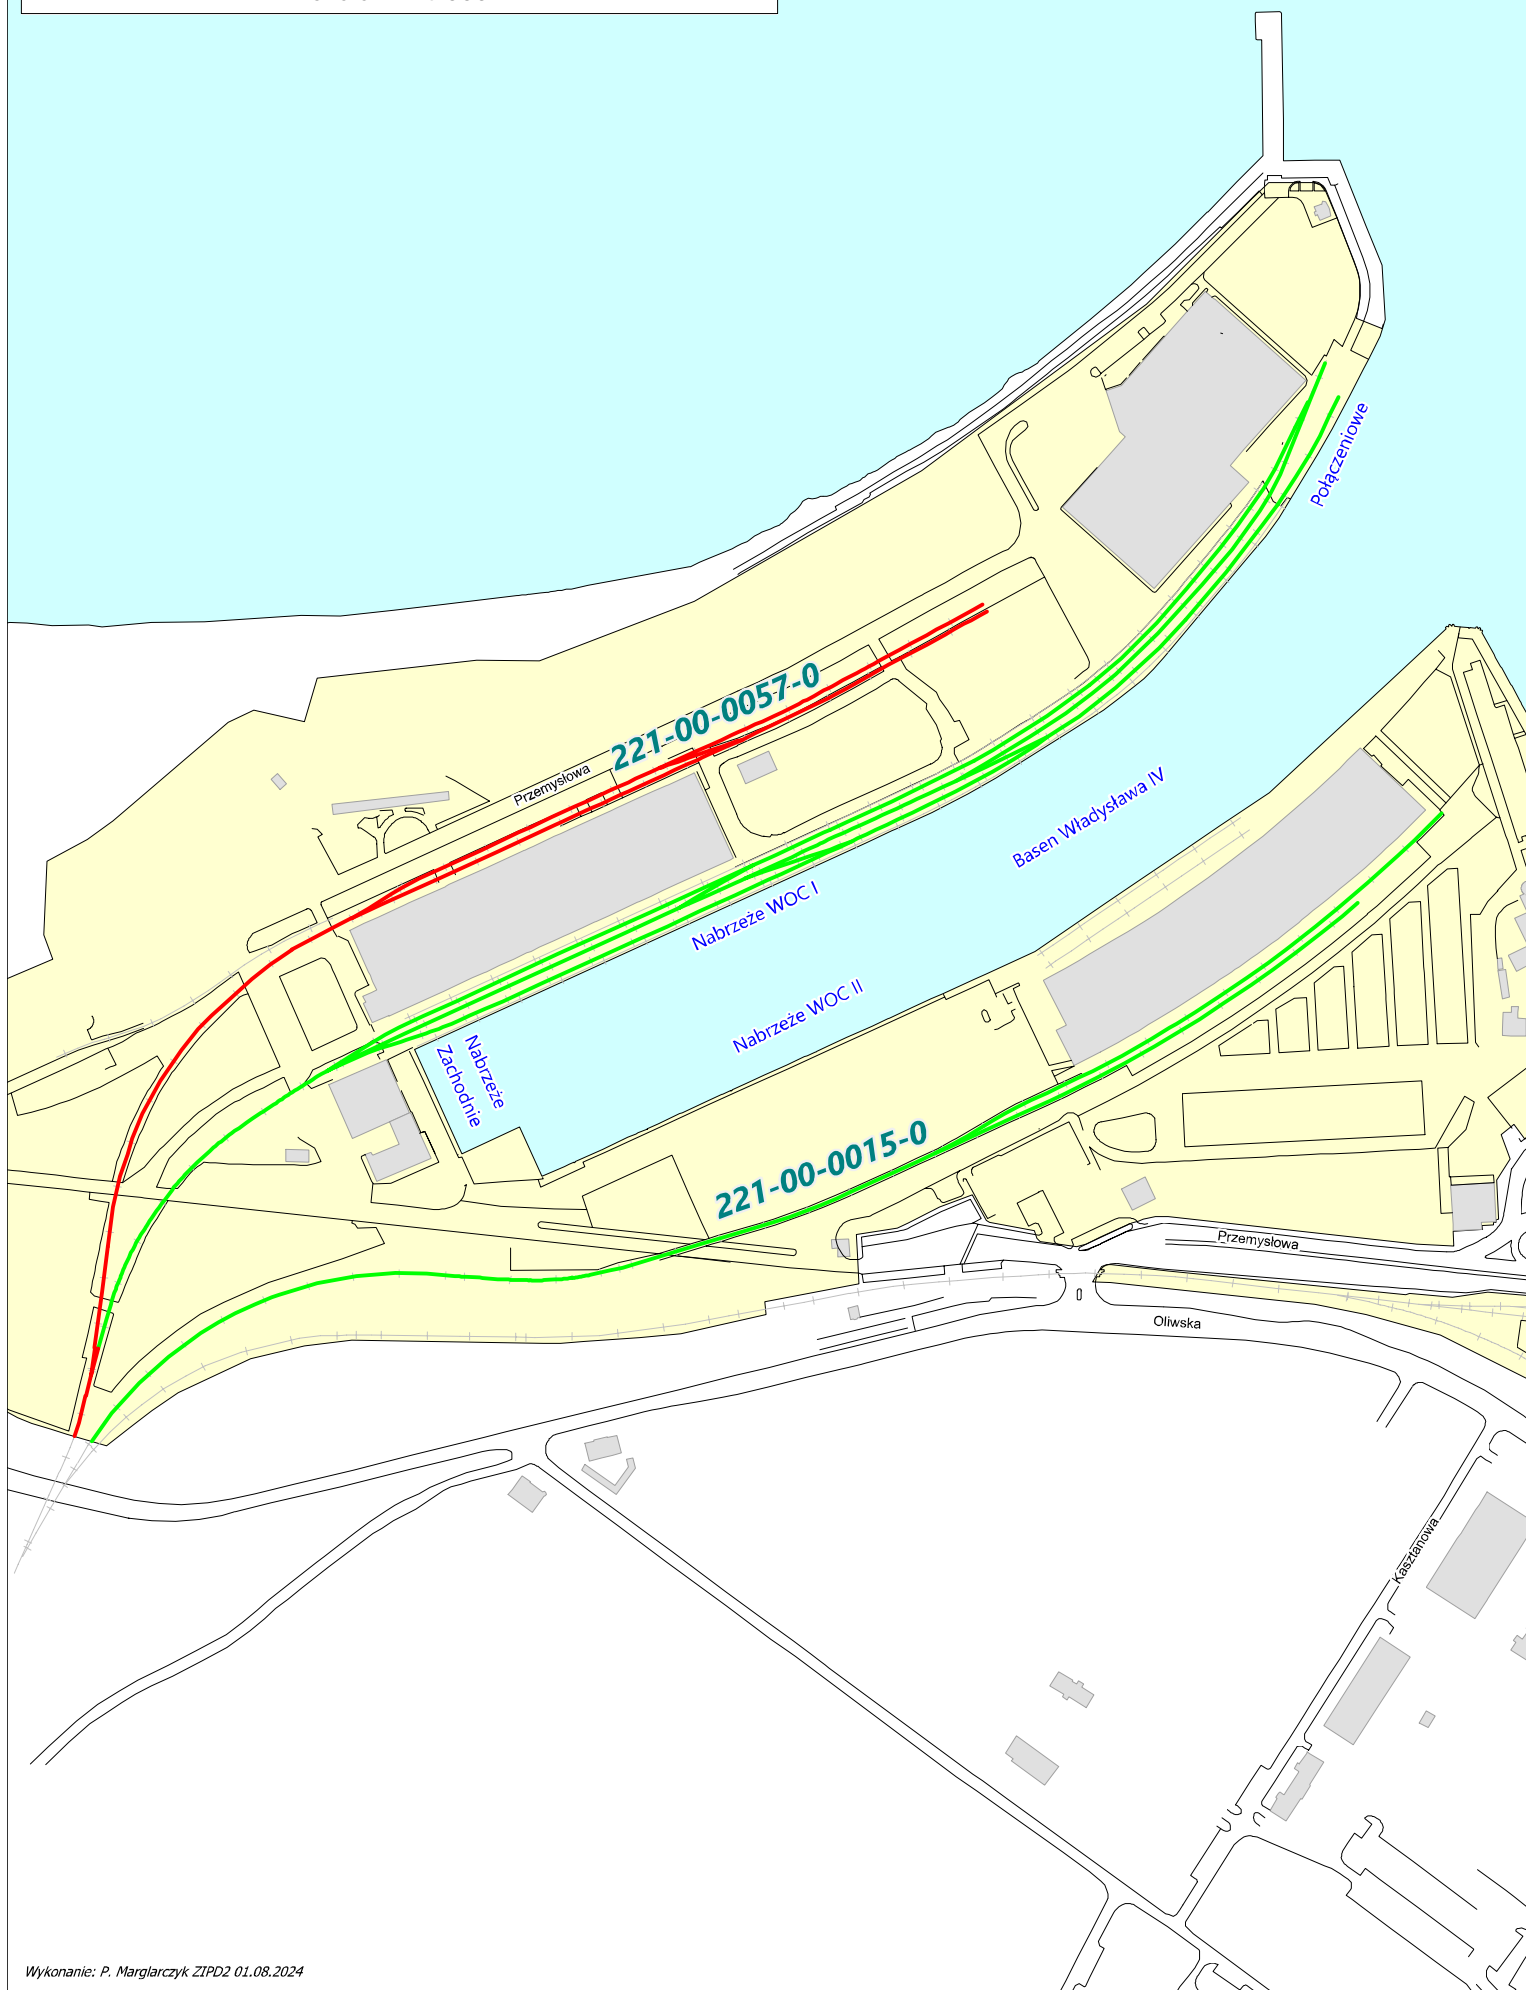 Połączeniowe
221-00-0057-0
Przemysłowa
Basen Władysława IV
Nabrzeże WOC I
Nabrzeże WOC II
Nabrzeże
Zachodnie
221-00-0015-0
Przemysłowa
Oliwska
Kasztanowa
Wykonanie: P. Marglarczyk ZIPD2 01.08.2024